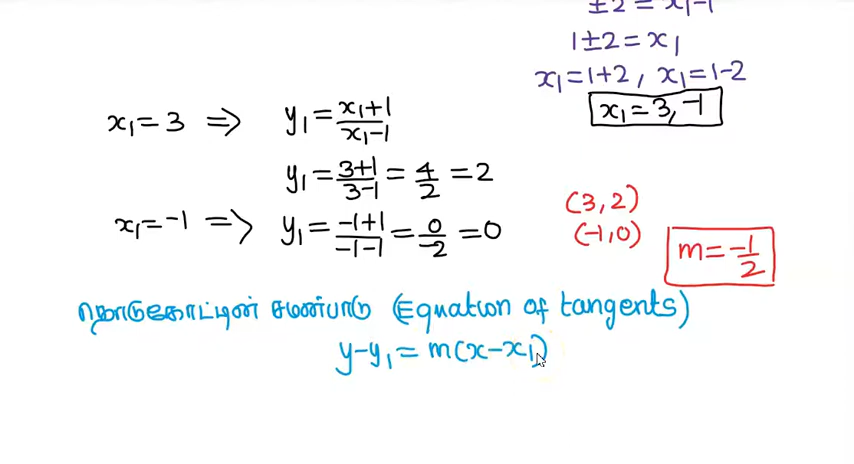 ±2 = x₁-1
1±2 = x₁
x₁ = 1+2 , x₁ = 1-2
x₁ = 3, -1
x₁ = 3 ⇒ y₁ = (x₁+1)/(x₁-1)
y₁ = (3+1)/(3-1) = 4/2 = 2
x₁ = -1 ⇒ y₁ = (-1+1)/(-1-1) = 0/-2 = 0
(3, 2)
(-1, 0)
m = -1/2
தொடுகோட்டின் சமன்பாடு (Equation of tangents)
y-y₁ = m(x-x₁)